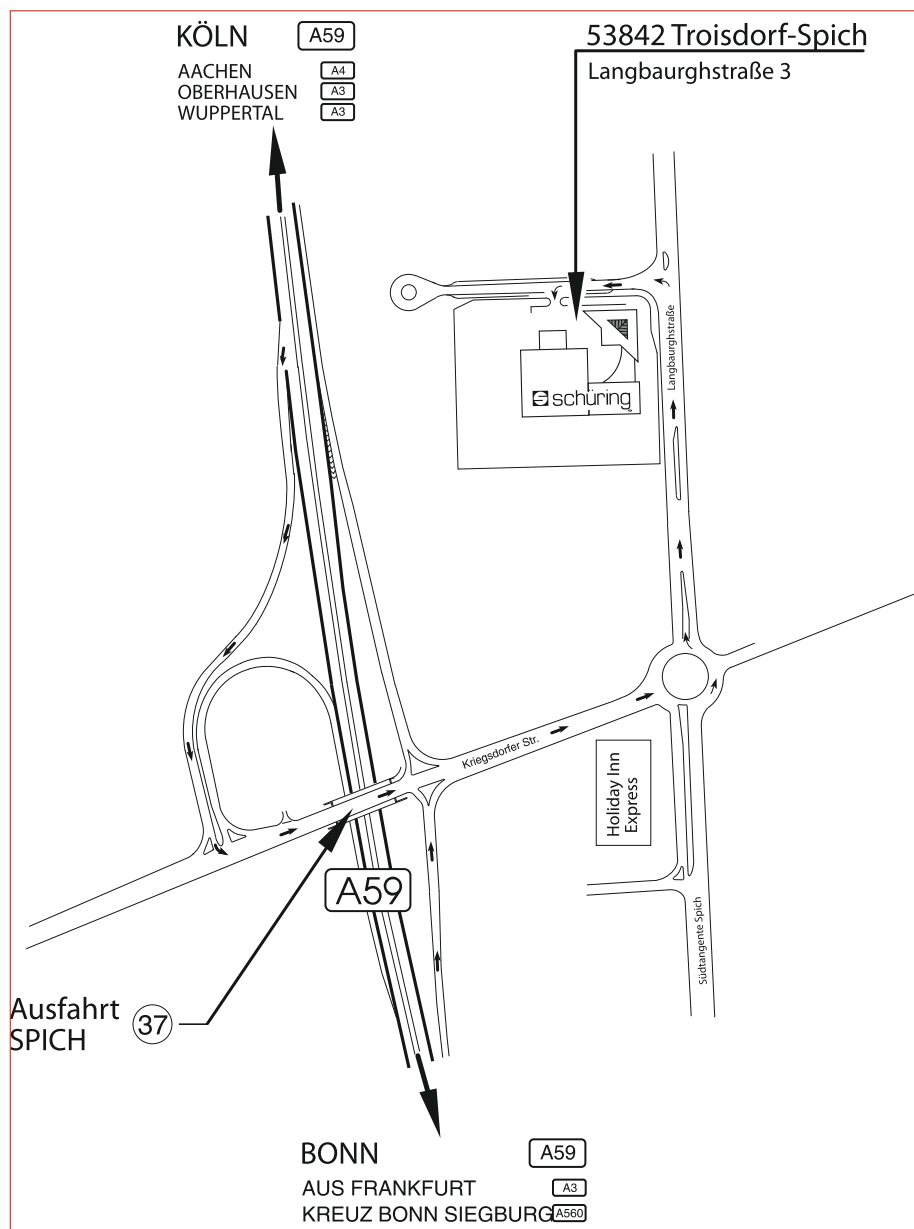 KÖLN A59
AACHEN A4
OBERHAUSEN A3
WUPPERTAL A3
53842 Troisdorf-Spich
Langbaurghstraße 3
Langbaurghstraße
schüring
Kriegsdorfer Str.
Holiday Inn
Express
A59
Südtangente Spich
Ausfahrt
SPICH
37
BONN A59
AUS FRANKFURT A3
KREUZ BONN SIEGBURG A560